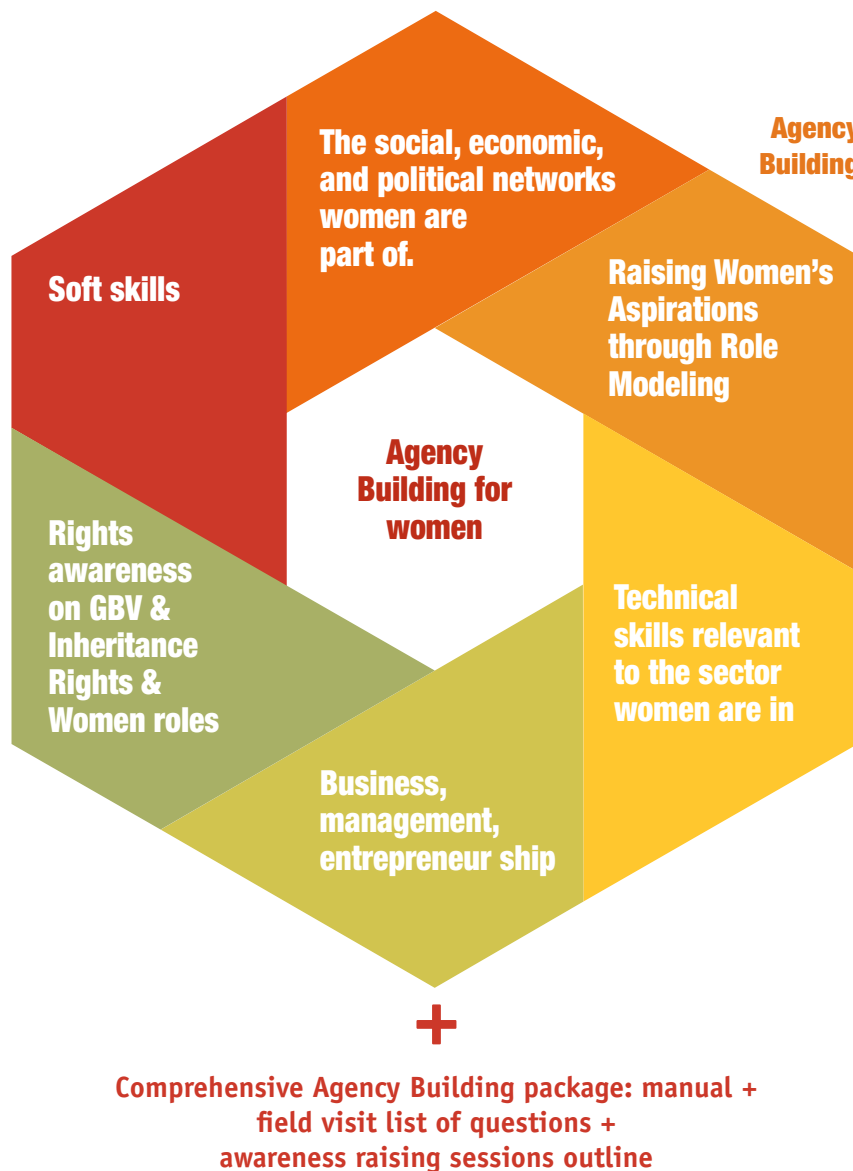 Agency
Building
The social, economic,
and political networks
women are
part of.
Soft skills
Raising Women's
Aspirations
through Role
Modeling
Agency
Building for
women
Rights
awareness
on GBV &
Inheritance
Rights &
Women roles
Technical
skills relevant
to the sector
women are in
Business,
management,
entrepreneur ship
+
Comprehensive Agency Building package: manual +
field visit list of questions +
awareness raising sessions outline